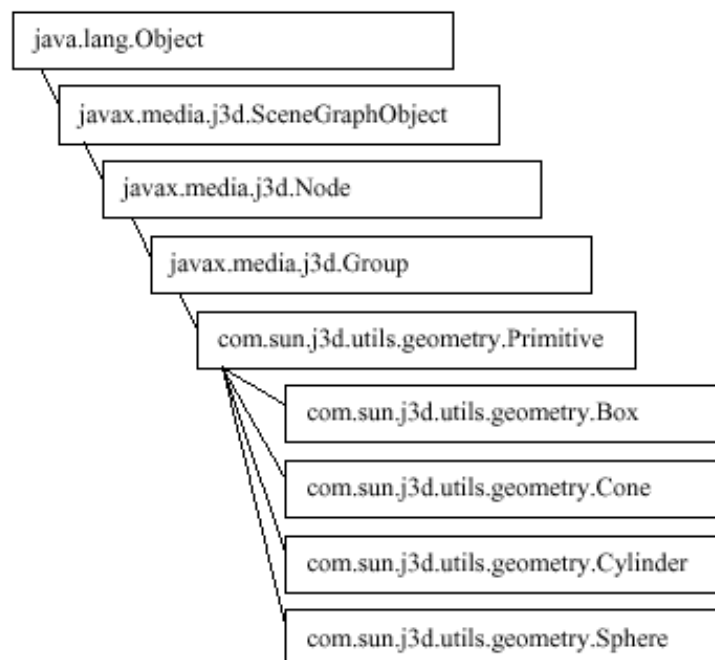 java.lang.Object
javax.media.j3d.SceneGraphObject
javax.media.j3d.Node
javax.media.j3d.Group
com.sun.j3d.utils.geometry.Primitive
com.sun.j3d.utils.geometry.Box
com.sun.j3d.utils.geometry.Cone
com.sun.j3d.utils.geometry.Cylinder
com.sun.j3d.utils.geometry.Sphere